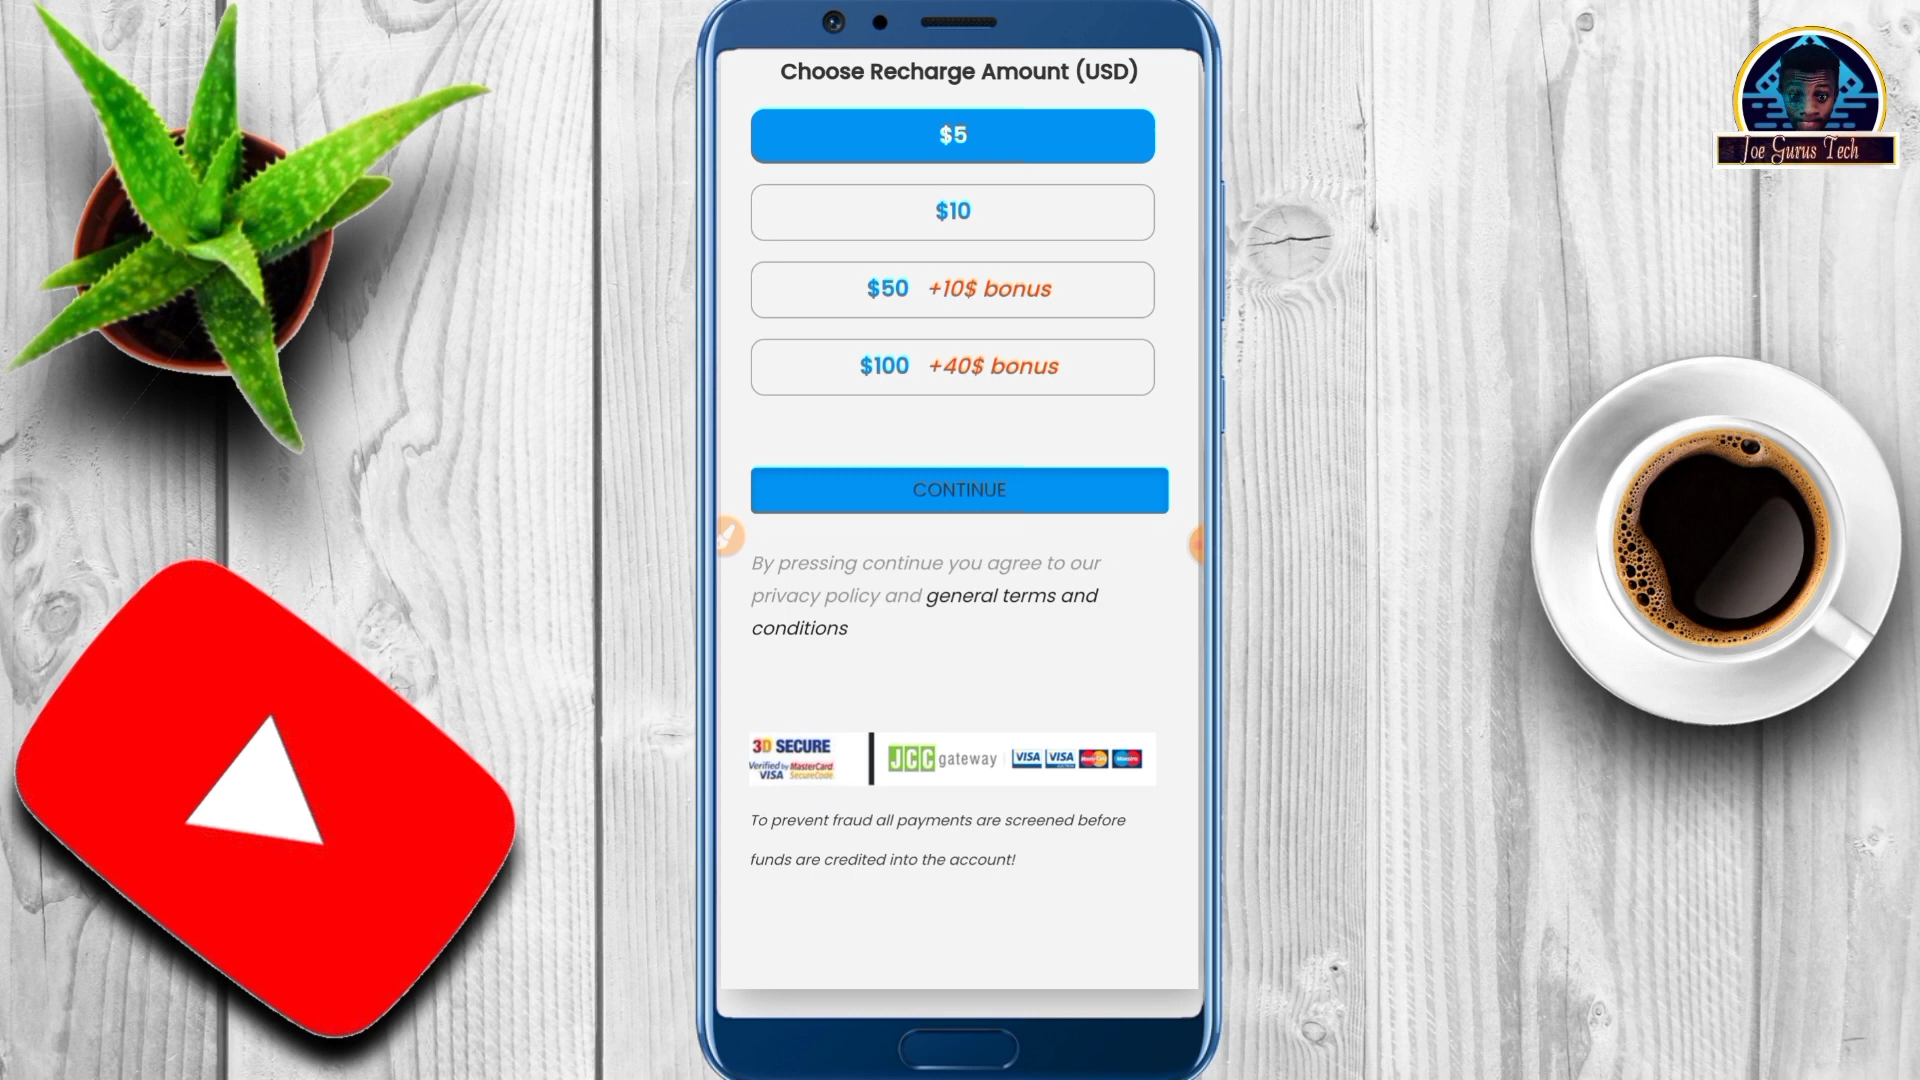 Choose Recharge Amount (USD)
$5
$10
$50 +10$ bonus
$100 +40$ bonus
CONTINUE
By pressing continue you agree to our
privacy policy and general terms and
conditions
3D SECURE
Verified by VISA
MasterCard SecureCode
JCC gateway
VISA VISA MasterCard Maestro
To prevent fraud all payments are screened before
funds are credited into the account!
Joe Gurus Tech